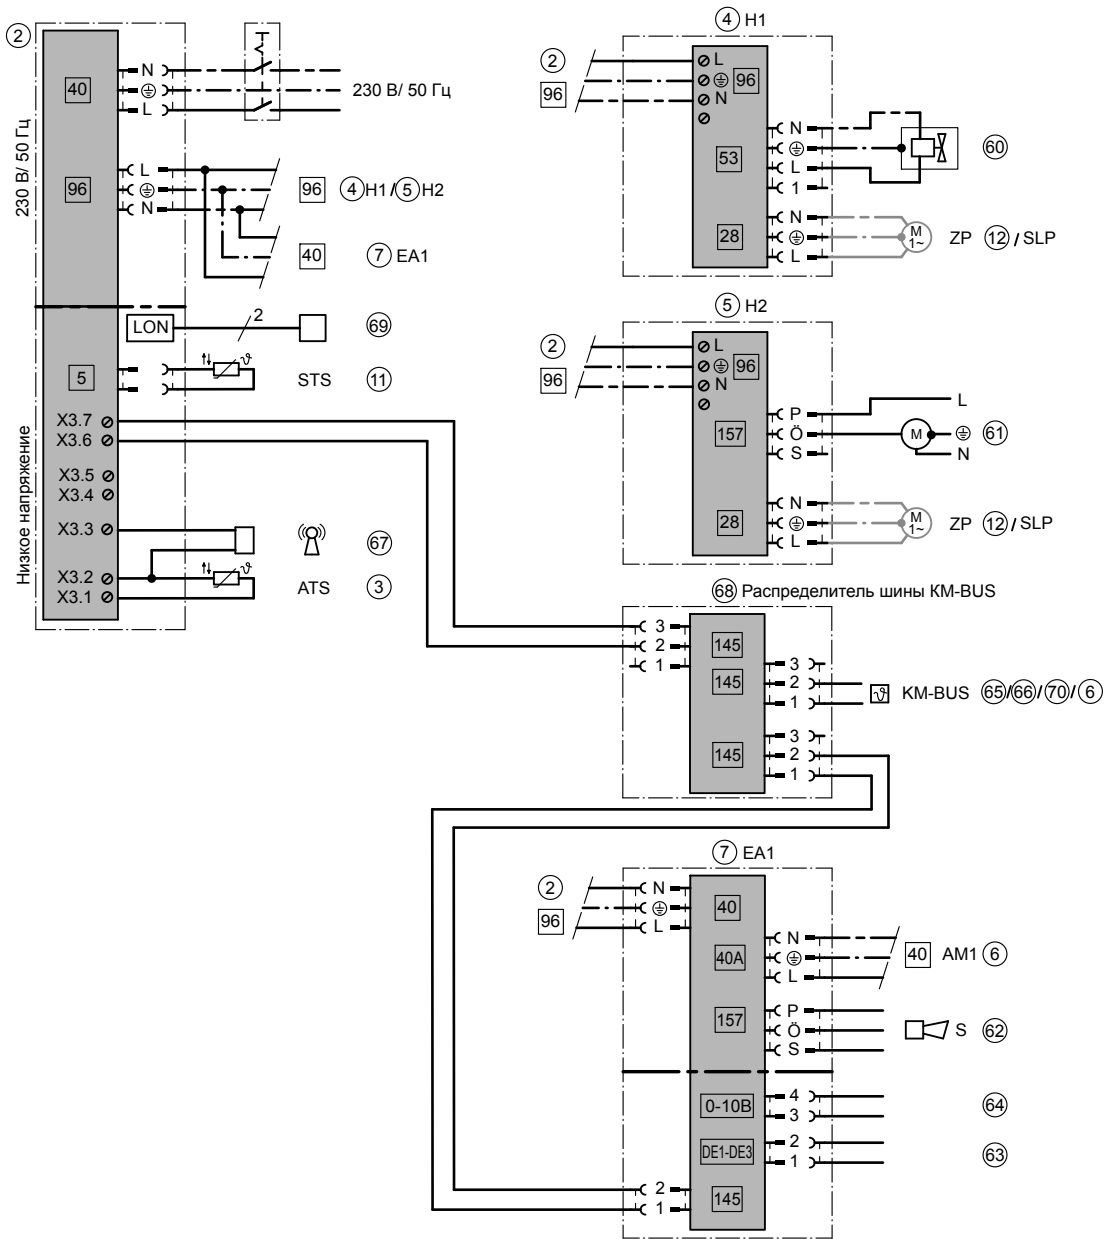 2
230 В/ 50 Гц
40
N
L
230 В/ 50 Гц
96
L
N
96 4 H1 / 5 H2
40 7 EA1
Низкое напряжение
LON 2 69
5 STS 11
X3.7
X3.6
X3.5
X3.4
X3.3
67
X3.2
X3.1
ATS 3
4 H1
2
96
L
96
N
53
N
L
1
60
28
N
L
M
1~
ZP 12 / SLP
5 H2
2
96
L
96
N
157
P
Ö
S
M
L
N
61
28
N
L
M
1~
ZP 12 / SLP
68 Распределитель шины KM-BUS
3
2
1
145
145
3
2
1
ϑ KM-BUS 65/66/70/ 6
145
3
2
1
7 EA1
2
96
N
L
40
40A
N
L
40 AM1 6
157
P
Ö
S
S 62
0-10В
4
3
64
DE1-DE3
2
1
63
2
1
145